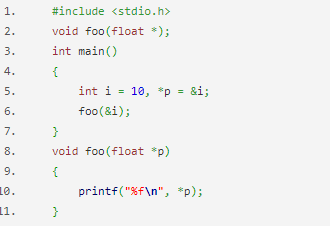 1. #include <stdio.h>
2. void foo(float *);
3. int main()
4. {
5.     int i = 10, *p = &i;
6.     foo(&i);
7. }
8. void foo(float *p)
9. {
10.     printf("%f\n", *p);
11. }